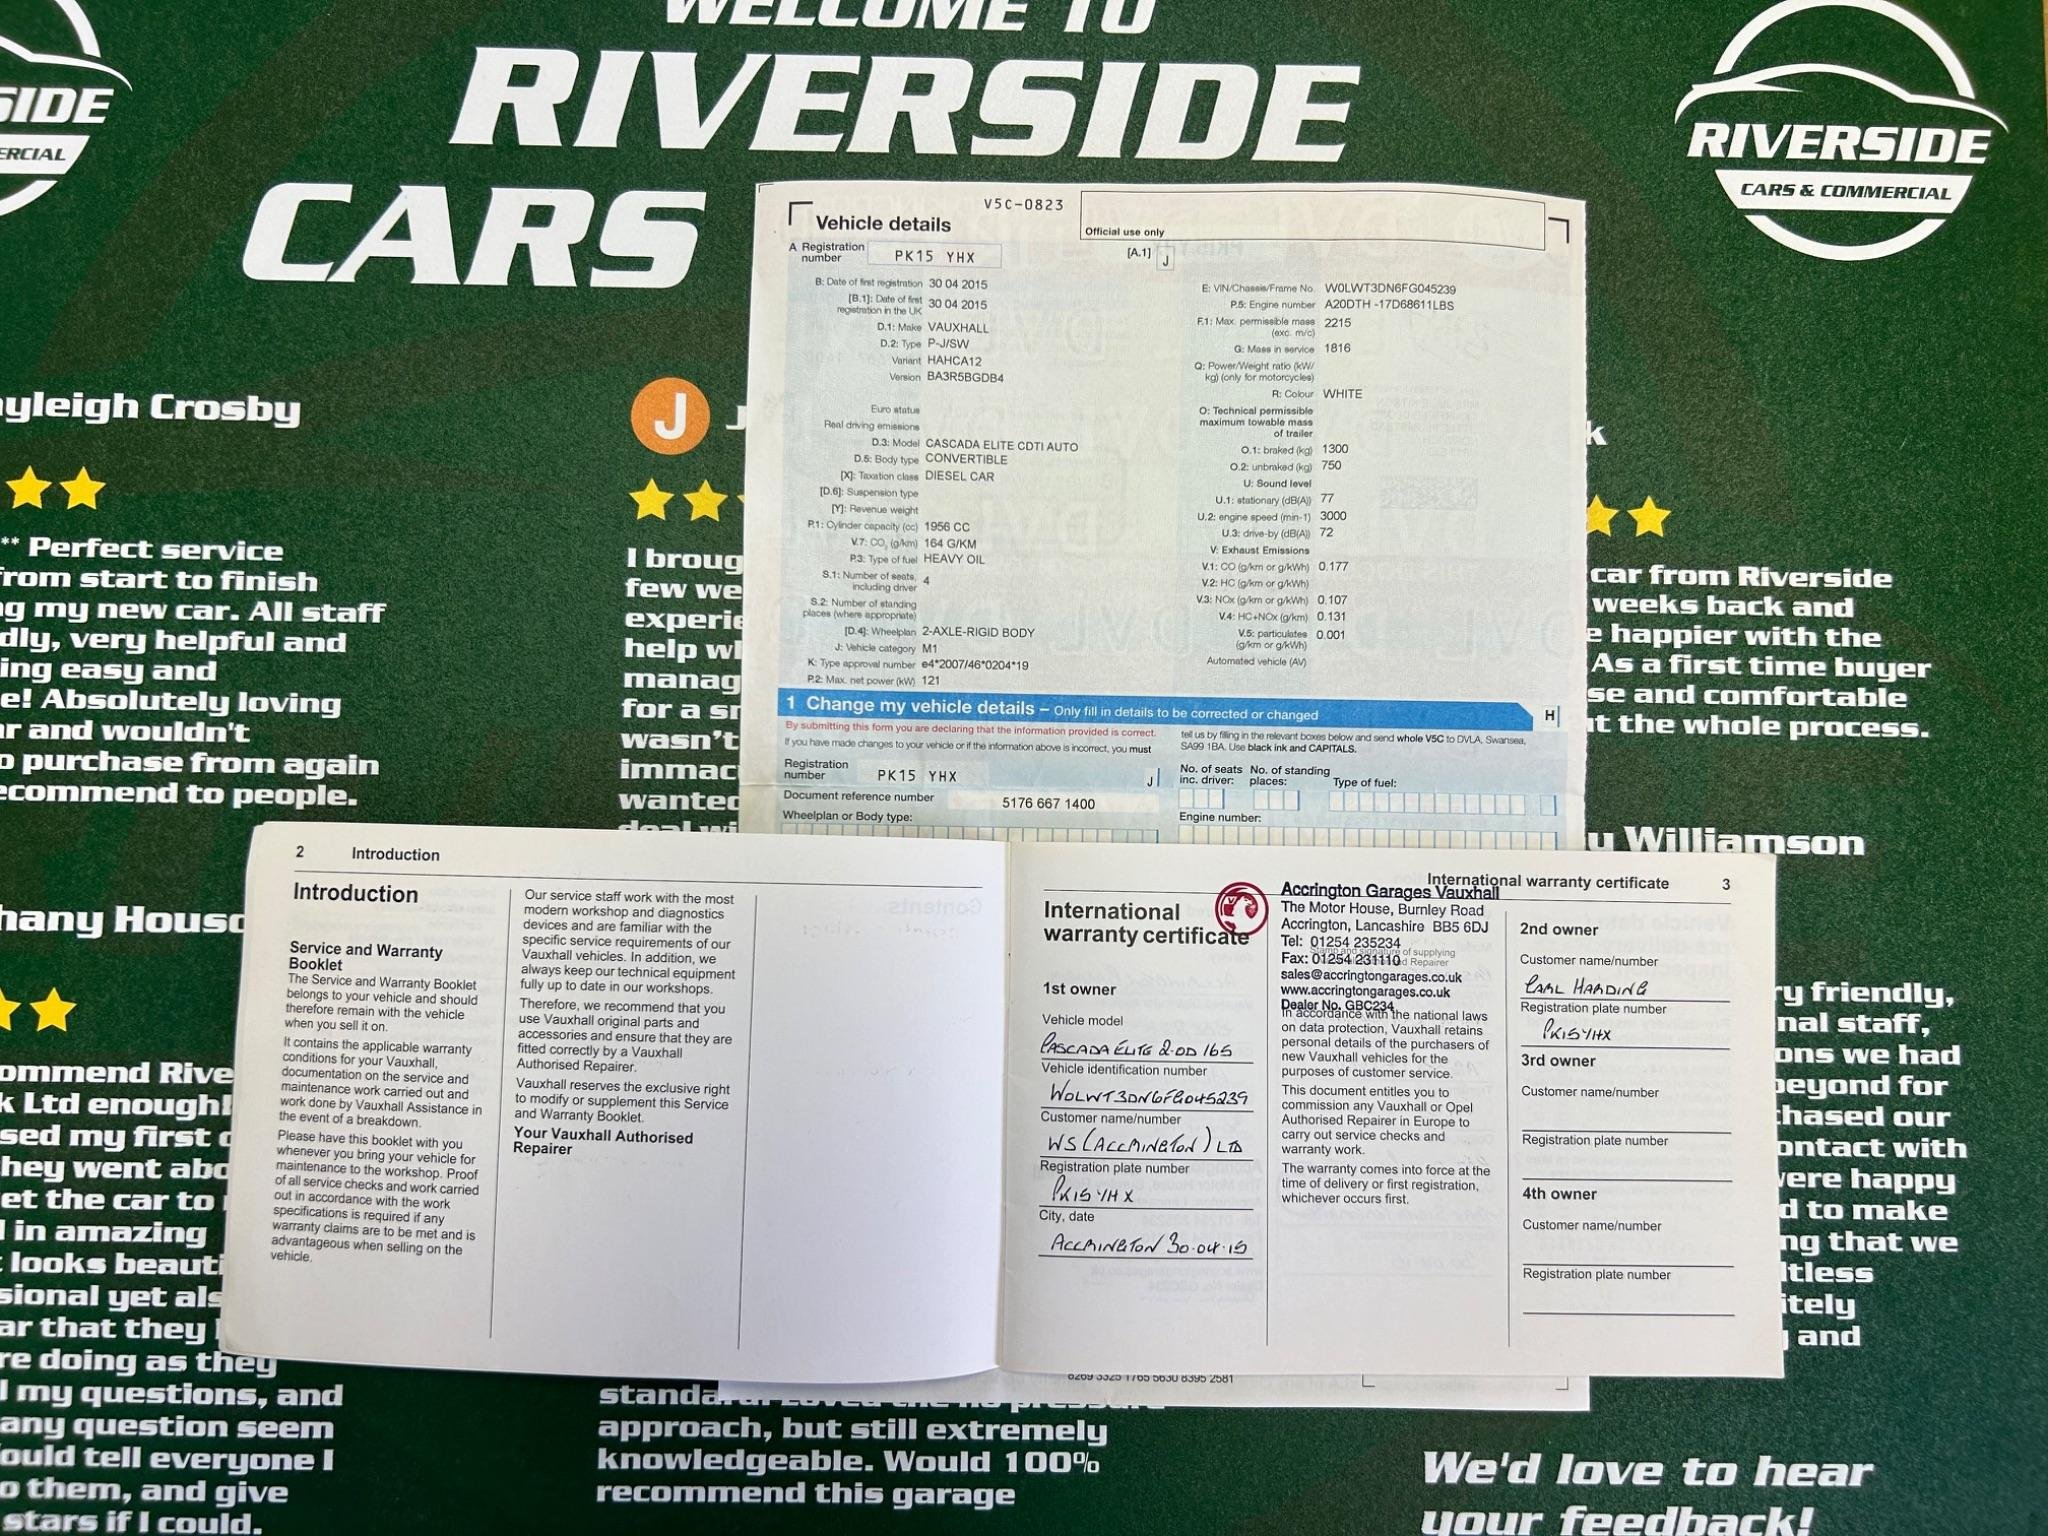 WELCOME TO
RIVERSIDE
CARS
SIDE
ERCIAL
RIVERSIDE
CARS & COMMERCIAL
ayleigh Crosby
** Perfect service
from start to finish
ng my new car. All staff
dly, very helpful and
ing easy and
e! Absolutely loving
ar and wouldn't
o purchase from again
ecommend to people.
hany House
ommend Rive
k Ltd enough!
sed my first c
hey went abo
et the car to
d in amazing
t looks beauti
sional yet als
ar that they
re doing as they
l my questions, and
any question seem
ould tell everyone I
o them, and give
stars if I could.
J
I broug
few we
experie
help wh
manag
for a sm
wasn't
immac
wanted
deal wi
standa
approach, but still extremely
knowledgeable. Would 100%
recommend this garage
k
car from Riverside
weeks back and
e happier with the
As a first time buyer
se and comfortable
t the whole process.
y Williamson
ry friendly,
nal staff,
ons we had
beyond for
chased our
ontact with
were happy
d to make
ng that we
tless
itely
and
We'd love to hear
your feedback!
V5C-0823
Vehicle details
Official use only
A Registration number PK15 YHX
[A.1] J
B: Date of first registration 30 04 2015
[B.1]: Date of first registration in the UK 30 04 2015
D.1: Make VAUXHALL
D.2: Type P-J/SW
Variant HAHCA12
Version BA3R5BGDB4
Euro status
Real driving emissions
D.3: Model CASCADA ELITE CDTI AUTO
D.5: Body type CONVERTIBLE
[X]: Taxation class DIESEL CAR
[D.6]: Suspension type
[Y]: Revenue weight
P.1: Cylinder capacity (cc) 1956 CC
V.7: CO2 (g/km) 164 G/KM
P.3: Type of fuel HEAVY OIL
S.1: Number of seats, including driver 4
S.2: Number of standing places (where appropriate)
[D.4]: Wheelplan 2-AXLE-RIGID BODY
J: Vehicle category M1
K: Type approval number e4*2007/46*0204*19
P.2: Max. net power (kW) 121
E: VIN/Chassis/Frame No. W0LWT3DN6FG045239
P.5: Engine number A20DTH -17D68611LBS
F.1: Max. permissible mass (exc. m/c) 2215
G: Mass in service 1816
Q: Power/Weight ratio (kW/kg) (only for motorcycles)
R: Colour WHITE
O: Technical permissible
maximum towable mass
of trailer
O.1: braked (kg) 1300
O.2: unbraked (kg) 750
U: Sound level
U.1: stationary (dB(A)) 77
U.2: engine speed (min-1) 3000
U.3: drive-by (dB(A)) 72
V: Exhaust Emissions
V.1: CO (g/km or g/kWh) 0.177
V.2: HC (g/km or g/kWh)
V.3: NOx (g/km or g/kWh) 0.107
V.4: HC+NOx (g/km) 0.131
V.5: particulates (g/km or g/kWh) 0.001
Automated vehicle (AV)
1 Change my vehicle details – Only fill in details to be corrected or changed
H
By submitting this form you are declaring that the information provided is correct.
If you have made changes to your vehicle or if the information above is incorrect, you must
tell us by filling in the relevant boxes below and send whole V5C to DVLA, Swansea,
SA99 1BA. Use black ink and CAPITALS.
Registration number PK15 YHX J
Document reference number 5176 667 1400
Wheelplan or Body type:
No. of seats inc. driver:
No. of standing places:
Type of fuel:
Engine number:
2 Introduction
Introduction
Service and Warranty
Booklet
The Service and Warranty Booklet
belongs to your vehicle and should
therefore remain with the vehicle
when you sell it on.
It contains the applicable warranty
conditions for your Vauxhall,
documentation on the service and
maintenance work carried out and
work done by Vauxhall Assistance in
the event of a breakdown.
Please have this booklet with you
whenever you bring your vehicle for
maintenance to the workshop. Proof
of all service checks and work carried
out in accordance with the work
specifications is required if any
warranty claims are to be met and is
advantageous when selling on the
vehicle.
Our service staff work with the most
modern workshop and diagnostics
devices and are familiar with the
specific service requirements of our
Vauxhall vehicles. In addition, we
always keep our technical equipment
fully up to date in our workshops.
Therefore, we recommend that you
use Vauxhall original parts and
accessories and ensure that they are
fitted correctly by a Vauxhall
Authorised Repairer.
Vauxhall reserves the exclusive right
to modify or supplement this Service
and Warranty Booklet.
Your Vauxhall Authorised
Repairer
International warranty certificate 3
International
warranty certificate
1st owner
Vehicle model
CASCADA ELITE 2.0D 165
Vehicle identification number
W0LWT3DN6FG045239
Customer name/number
WS (ACCRINGTON) LTD
Registration plate number
PK15YHX
City, date
ACCRINGTON 30.04.15
Accrington Garages Vauxhall
The Motor House, Burnley Road
Accrington, Lancashire BB5 6DJ
Tel: 01254 235234
Stamp and signature of supplying
Fax: 01254 231110
Repairer
sales@accringtongarages.co.uk
www.accringtongarages.co.uk
Dealer No. GBC234
In accordance with the national laws
on data protection, Vauxhall retains
personal details of the purchasers of
new Vauxhall vehicles for the
purposes of customer service.
This document entitles you to
commission any Vauxhall or Opel
Authorised Repairer in Europe to
carry out service checks and
warranty work.
The warranty comes into force at the
time of delivery or first registration,
whichever occurs first.
2nd owner
Customer name/number
CARL HARDING
Registration plate number
PK15YHX
3rd owner
Customer name/number
Registration plate number
4th owner
Customer name/number
Registration plate number
8269 3325 1765 5630 8395 2581